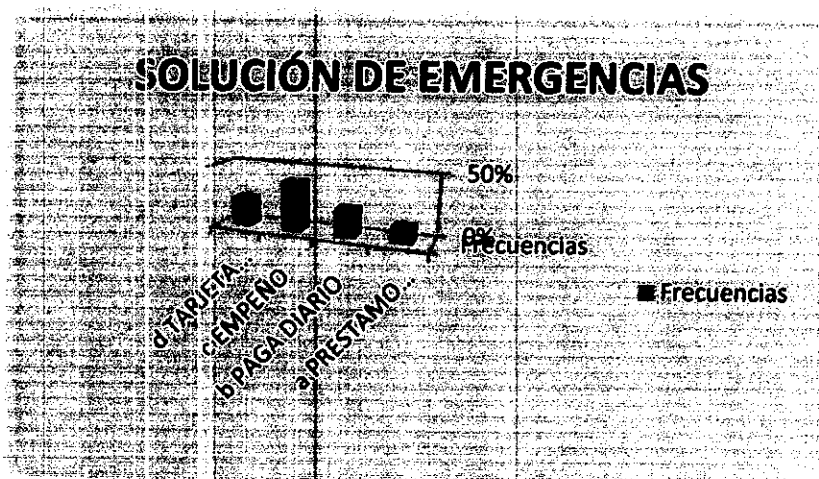 SOLUCIÓN DE EMERGENCIAS
50%
0%
Frecuencias
d TARJETA...
c EMPEÑO
b PAGA DIARIO
a PRESTAMO...
Frecuencias